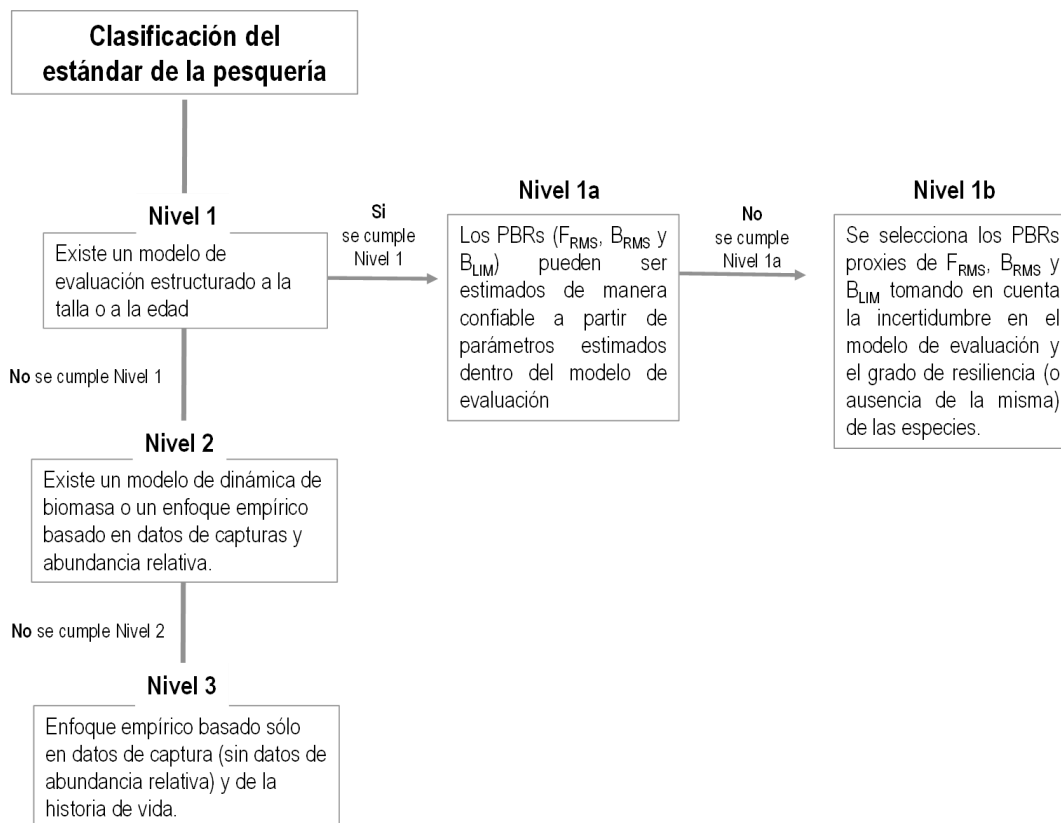 Clasificación del
estándar de la pesquería
Nivel 1
Existe un modelo de
evaluación estructurado a la
talla o a la edad
Si
se cumple
Nivel 1
Nivel 1a
Los PBRs (F_RMS, B_RMS y
B_LIM) pueden ser
estimados de manera
confiable a partir de
parámetros estimados
dentro del modelo de
evaluación
No
se cumple
Nivel 1a
Nivel 1b
Se selecciona los PBRs
proxies de F_RMS, B_RMS y
B_LIM tomando en cuenta
la incertidumbre en el
modelo de evaluación y
el grado de resiliencia (o
ausencia de la misma)
de las especies.
No se cumple Nivel 1
Nivel 2
Existe un modelo de dinámica de
biomasa o un enfoque empírico
basado en datos de capturas y
abundancia relativa.
No se cumple Nivel 2
Nivel 3
Enfoque empírico basado sólo
en datos de captura (sin datos de
abundancia relativa) y de la
historia de vida.